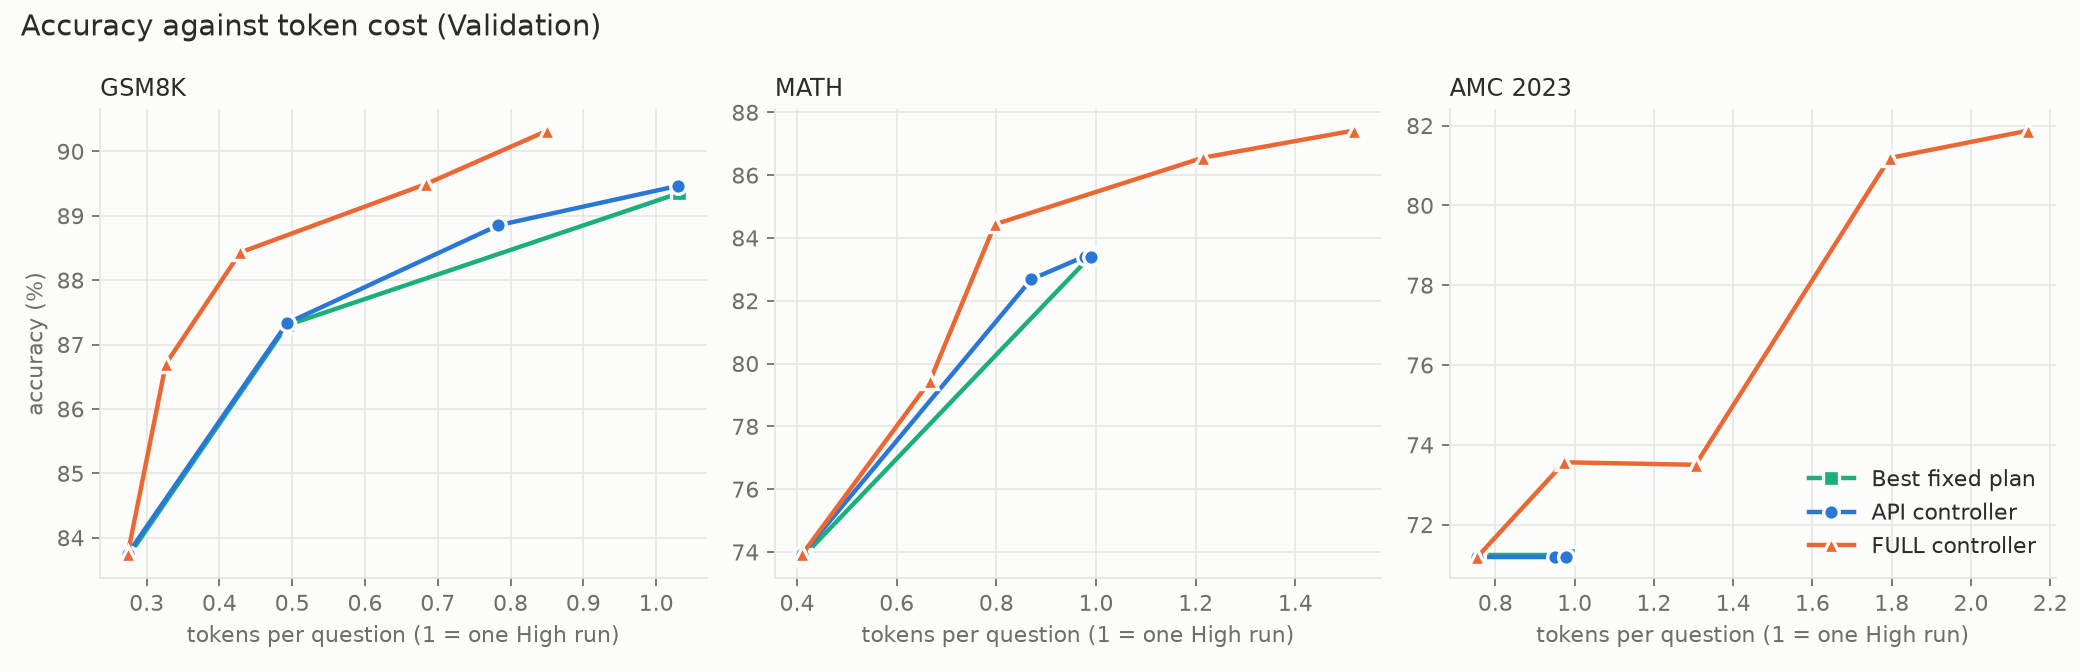 Accuracy against token cost (Validation)
GSM8K
accuracy (%)
90
89
88
87
86
85
84
0.3 0.4 0.5 0.6 0.7 0.8 0.9 1.0
tokens per question (1 = one High run)
MATH
88
86
84
82
80
78
76
74
0.4 0.6 0.8 1.0 1.2 1.4
tokens per question (1 = one High run)
AMC 2023
82
80
78
76
74
72
Best fixed plan
API controller
FULL controller
0.8 1.0 1.2 1.4 1.6 1.8 2.0 2.2
tokens per question (1 = one High run)